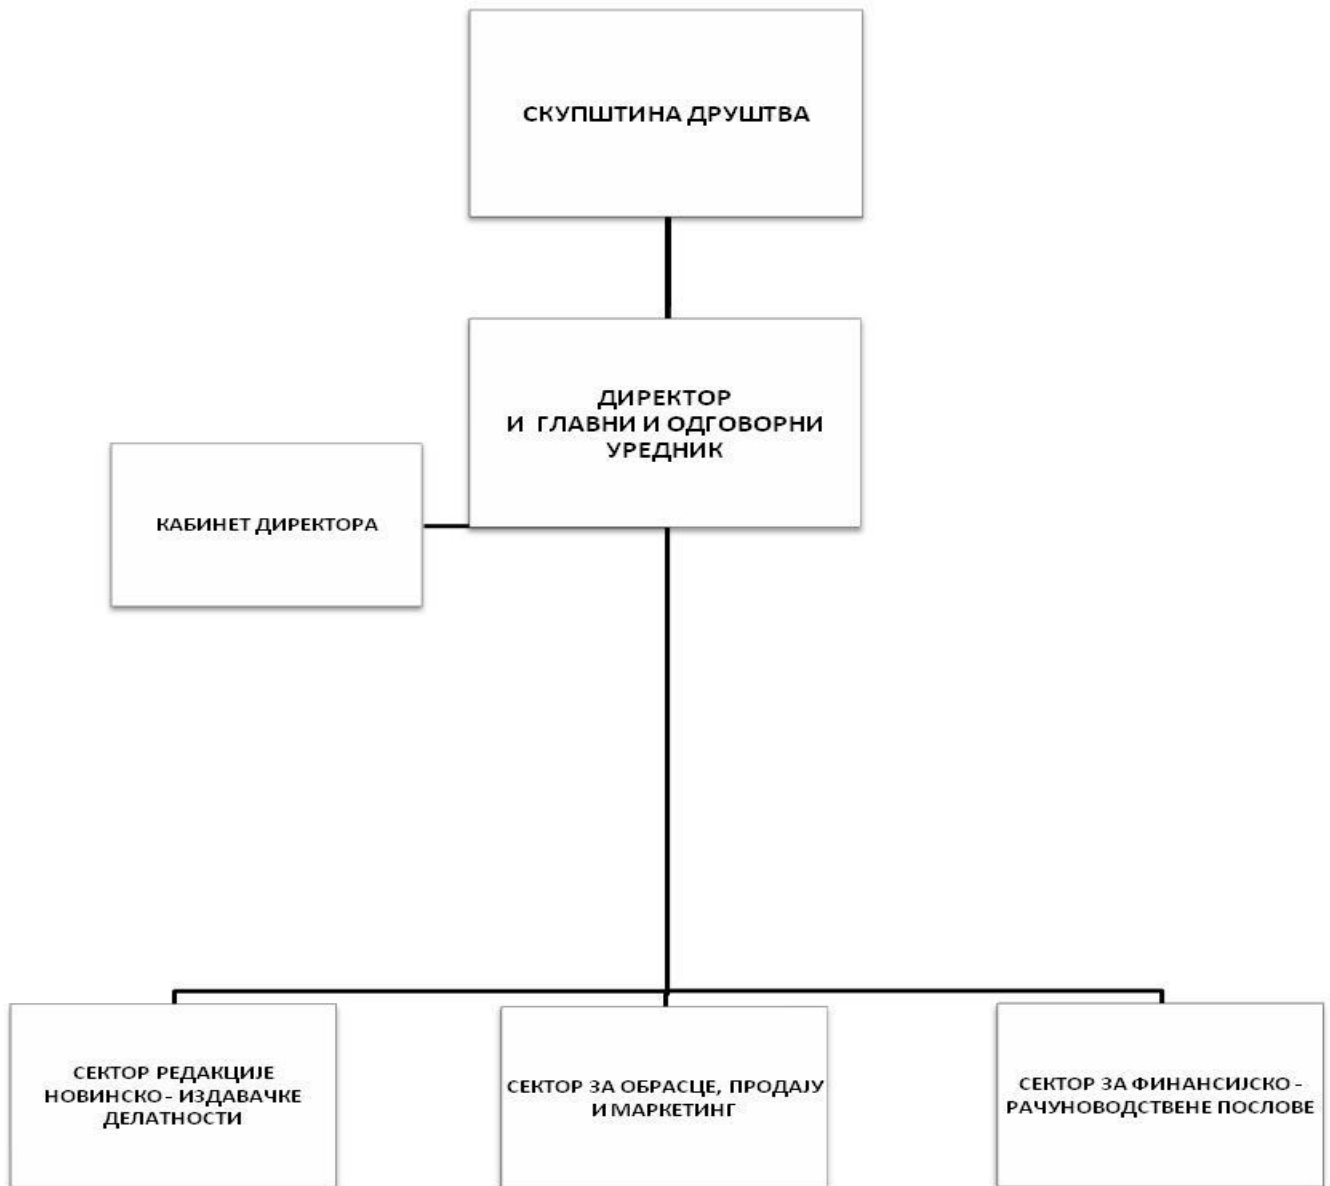 СКУПШТИНА ДРУШТВА
ДИРЕКТОР
И ГЛАВНИ И ОДГОВОРНИ
УРЕДНИК
КАБИНЕТ ДИРЕКТОРА
СЕКТОР РЕДАКЦИЈЕ
НОВИНСКО - ИЗДАВАЧКЕ
ДЕЛАТНОСТИ
СЕКТОР ЗА ОБРАСЦЕ, ПРОДАЈУ
И МАРКЕТИНГ
СЕКТОР ЗА ФИНАНСИЈСКО -
РАЧУНОВОДСТВЕНЕ ПОСЛОВЕ